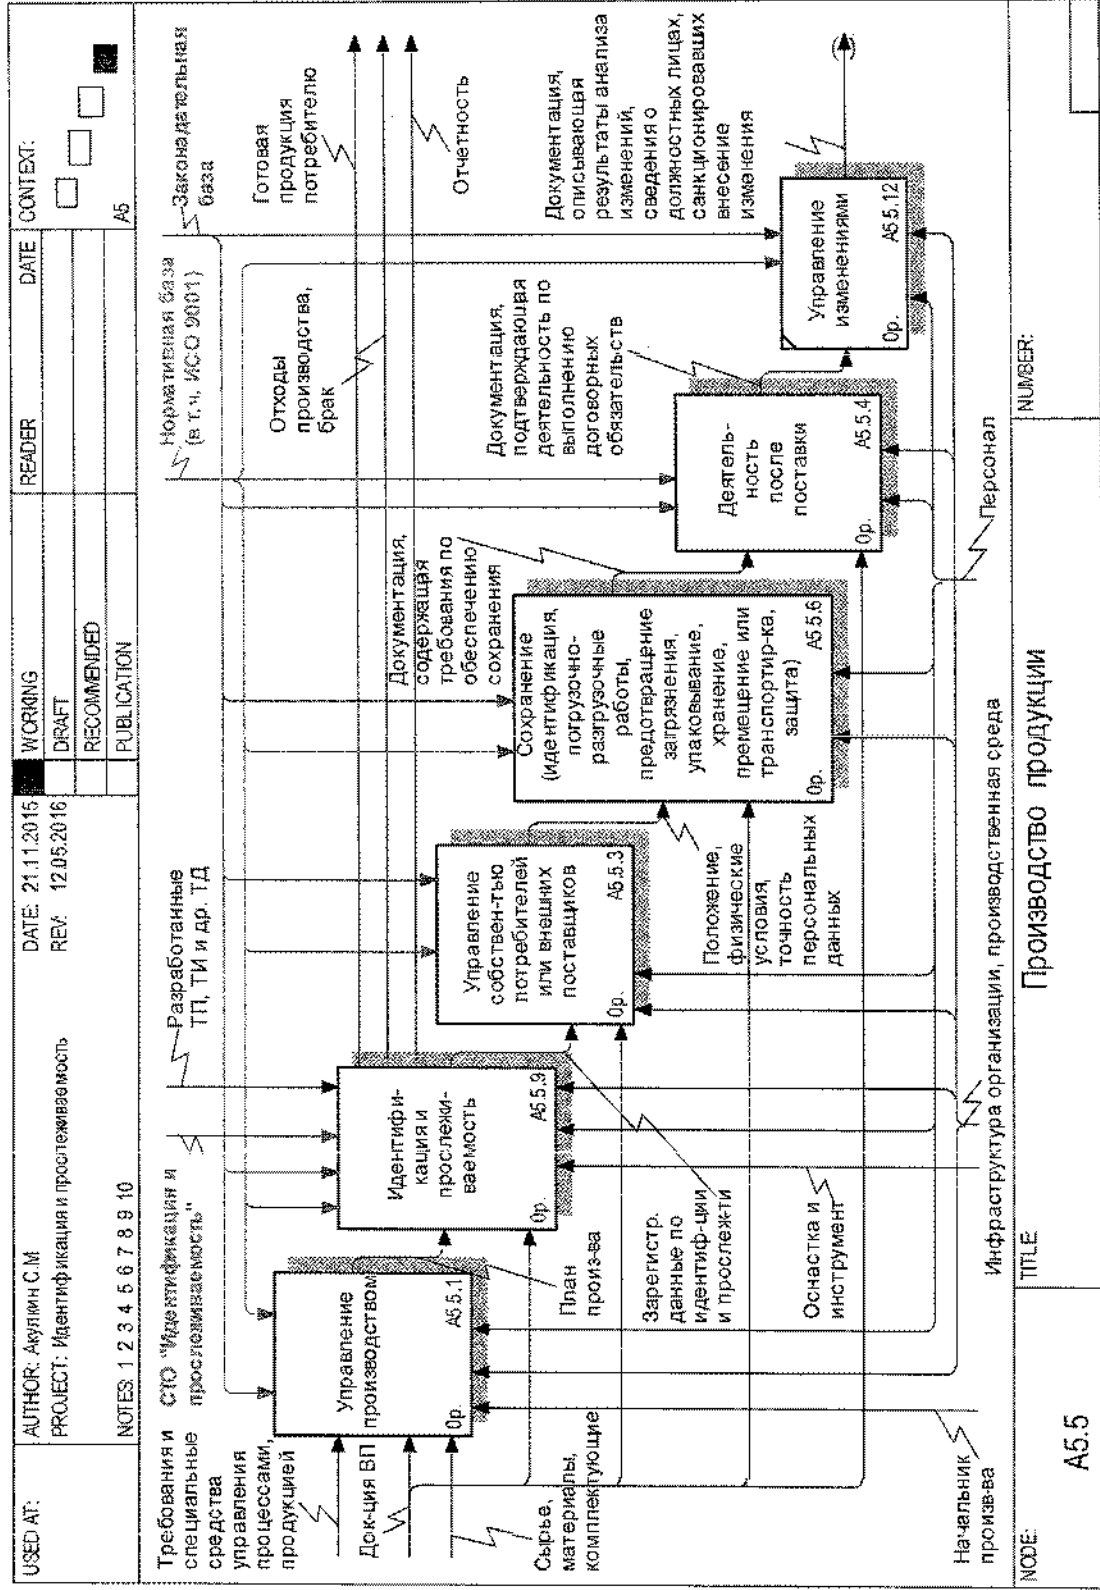 USED AT:
AUTHOR: Акулкин С.М
DATE: 21.11.2015
PROJECT: Идентификация и прослеживаемость
REV: 12.05.2016
NOTES: 1 2 3 4 5 6 7 8 9 10
WORKING
DRAFT
RECOMMENDED
PUBLICATION
READER
DATE
CONTEXT:
A5
Требования и
специальные
средства
управления
процессами,
продукцией
СТО "Идентификация и
прослеживаемость"
Разработанные
ТП, ТИ и др. ТД
Нормативная база
(в т.ч. ИСО 9001)
Законадательная
база
Док-ция ВП
Сырье,
материалы,
комплектующие
Управление
производством
0р.
A5.5.1
План
произ-ва
Идентифи-
кация и
прослежи-
ваемость
0р.
A5.5.9
Зарегистр.
данные по
идентиф-ции
и прослеж-ти
Управление
собствен-тью
потребителей
или внешних
поставщиков
0р.
A5.5.3
Положение,
физические
условия,
точность
персональных
данных
Документация,
содержащая
требования по
обеспечению
сохранения
Сохранение
(идентификация,
погрузочно-
разгрузочные
работы,
предотвращение
загрязнения,
упаковывание,
хранение,
премещение или
транспортир-ка,
защита)
0р.
A5.5.6
Отходы
производства,
брак
Готовая
продукция
потребителю
Отчетность
Документация,
подтверждающая
деятельность по
выполнению
договорных
обязательств
Деятель-
ность
после
поставки
0р.
A5.5.4
Документация,
описывающая
результаты анализа
изменений,
сведения о
должностных лицах,
санкционировавших
внесение
изменения
Управление
изменениями
0р.
A5.5.12
Начальник
произв-ва
Оснастка и
инструмент
Инфраструктура организации, производственная среда
Персонал
NODE:
A5.5
TITLE:
Производство продукции
NUMBER: